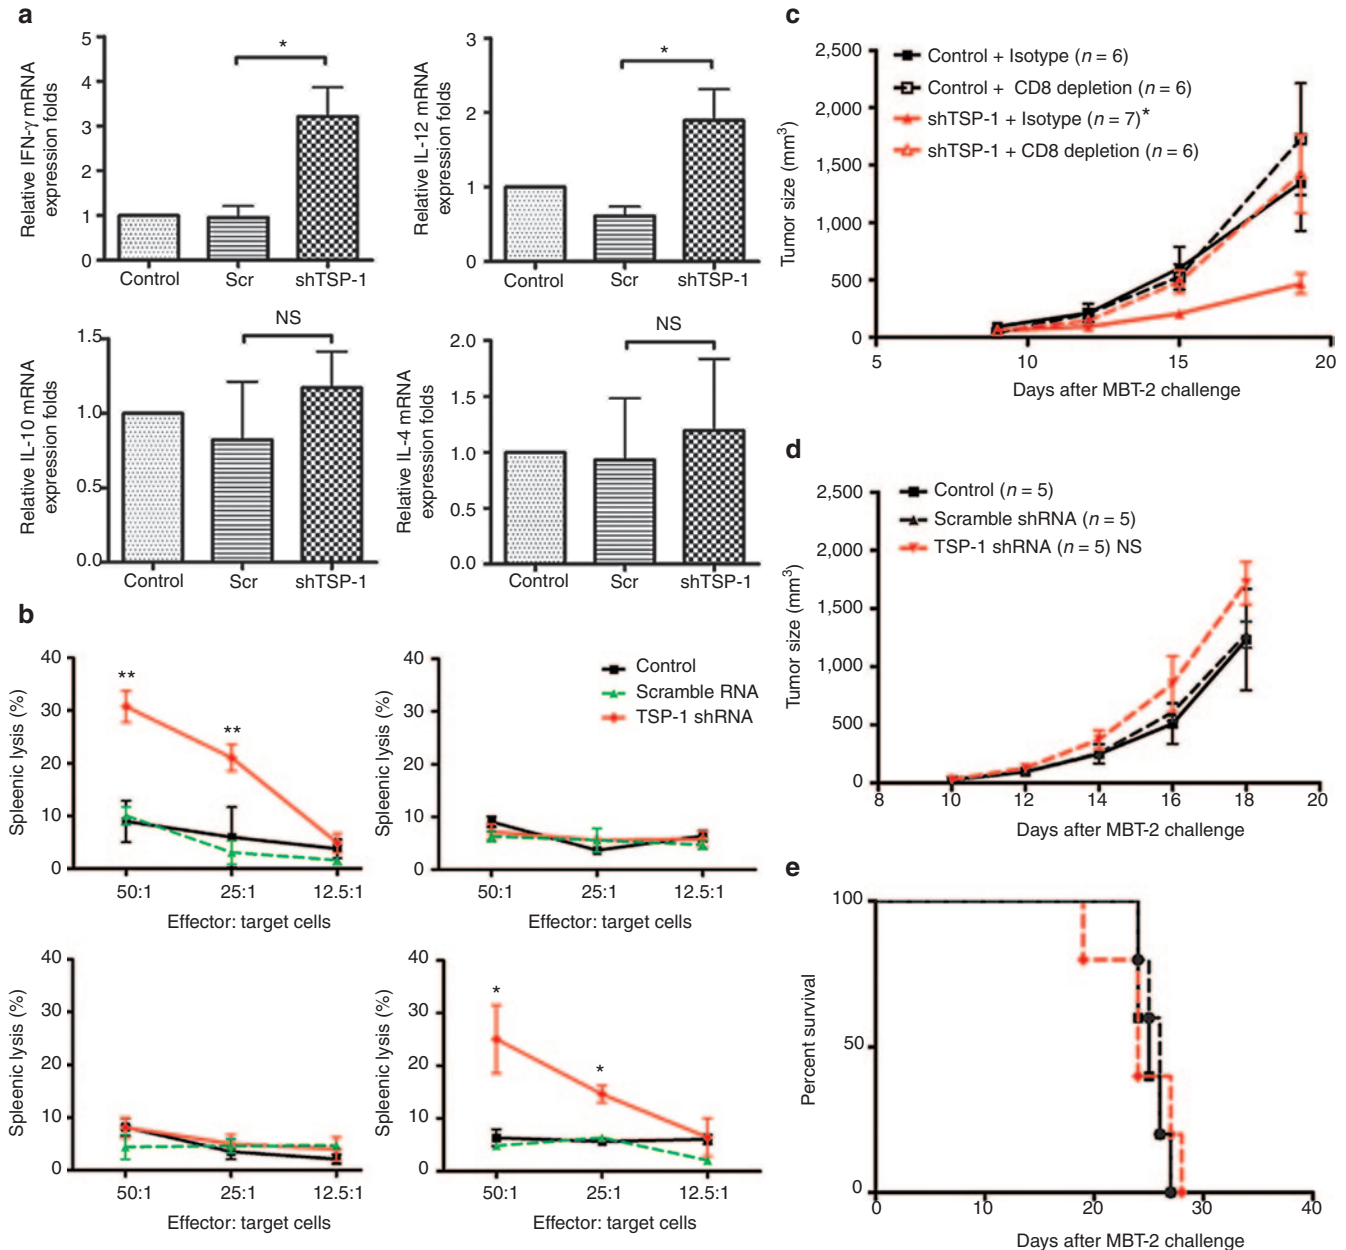 a
5
4
3
2
1
0
Relative IFN-γ mRNA
expression folds
*
Control
Scr
shTSP-1
3
2
1
0
Relative IL-12 mRNA
expression folds
*
Control
Scr
shTSP-1
1.5
1.0
0.5
0.0
Relative IL-10 mRNA
expression folds
NS
Control
Scr
shTSP-1
2.0
1.5
1.0
0.5
0.0
Relative IL-4 mRNA
expression folds
NS
Control
Scr
shTSP-1
b
40
30
20
10
0
Spleenic lysis (%)
**
**
50:1
25:1
12.5:1
Effector: target cells
40
30
20
10
0
Spleenic lysis (%)
Control
Scramble RNA
TSP-1 shRNA
50:1
25:1
12.5:1
Effector: target cells
40
30
20
10
0
Spleenic lysis (%)
50:1
25:1
12.5:1
Effector: target cells
40
30
20
10
0
Spleenic lysis (%)
*
*
50:1
25:1
12.5:1
Effector: target cells
c
2,500
2,000
1,500
1,000
500
0
Tumor size (mm³)
Control + Isotype (n = 6)
Control + CD8 depletion (n = 6)
shTSP-1 + Isotype (n = 7)*
shTSP-1 + CD8 depletion (n = 6)
5
10
15
20
Days after MBT-2 challenge
d
2,500
2,000
1,500
1,000
500
0
Tumor size (mm³)
Control (n = 5)
Scramble shRNA (n = 5)
TSP-1 shRNA (n = 5) NS
8
10
12
14
16
18
20
Days after MBT-2 challenge
e
100
50
0
Percent survival
0
10
20
30
40
Days after MBT-2 challenge